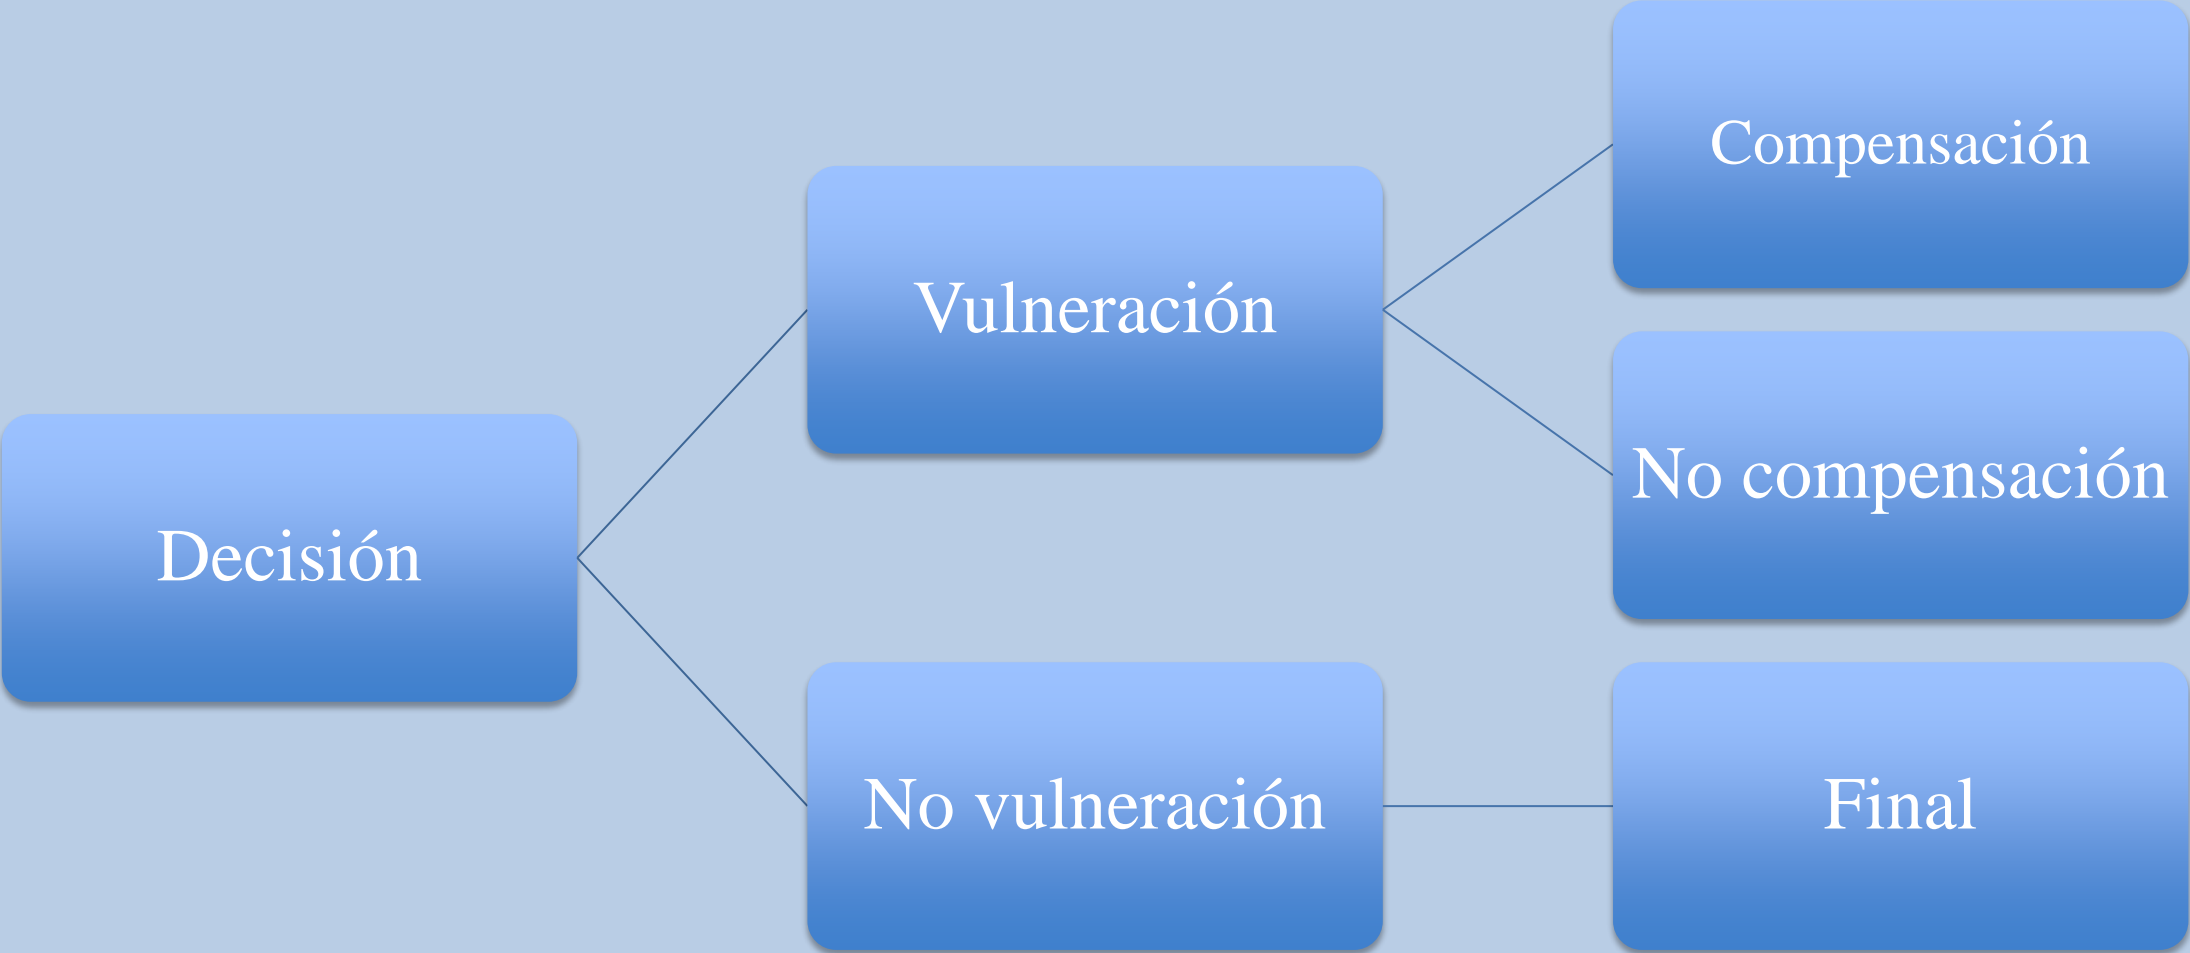 Decisión
Vulneración
Compensación
No compensación
No vulneración
Final